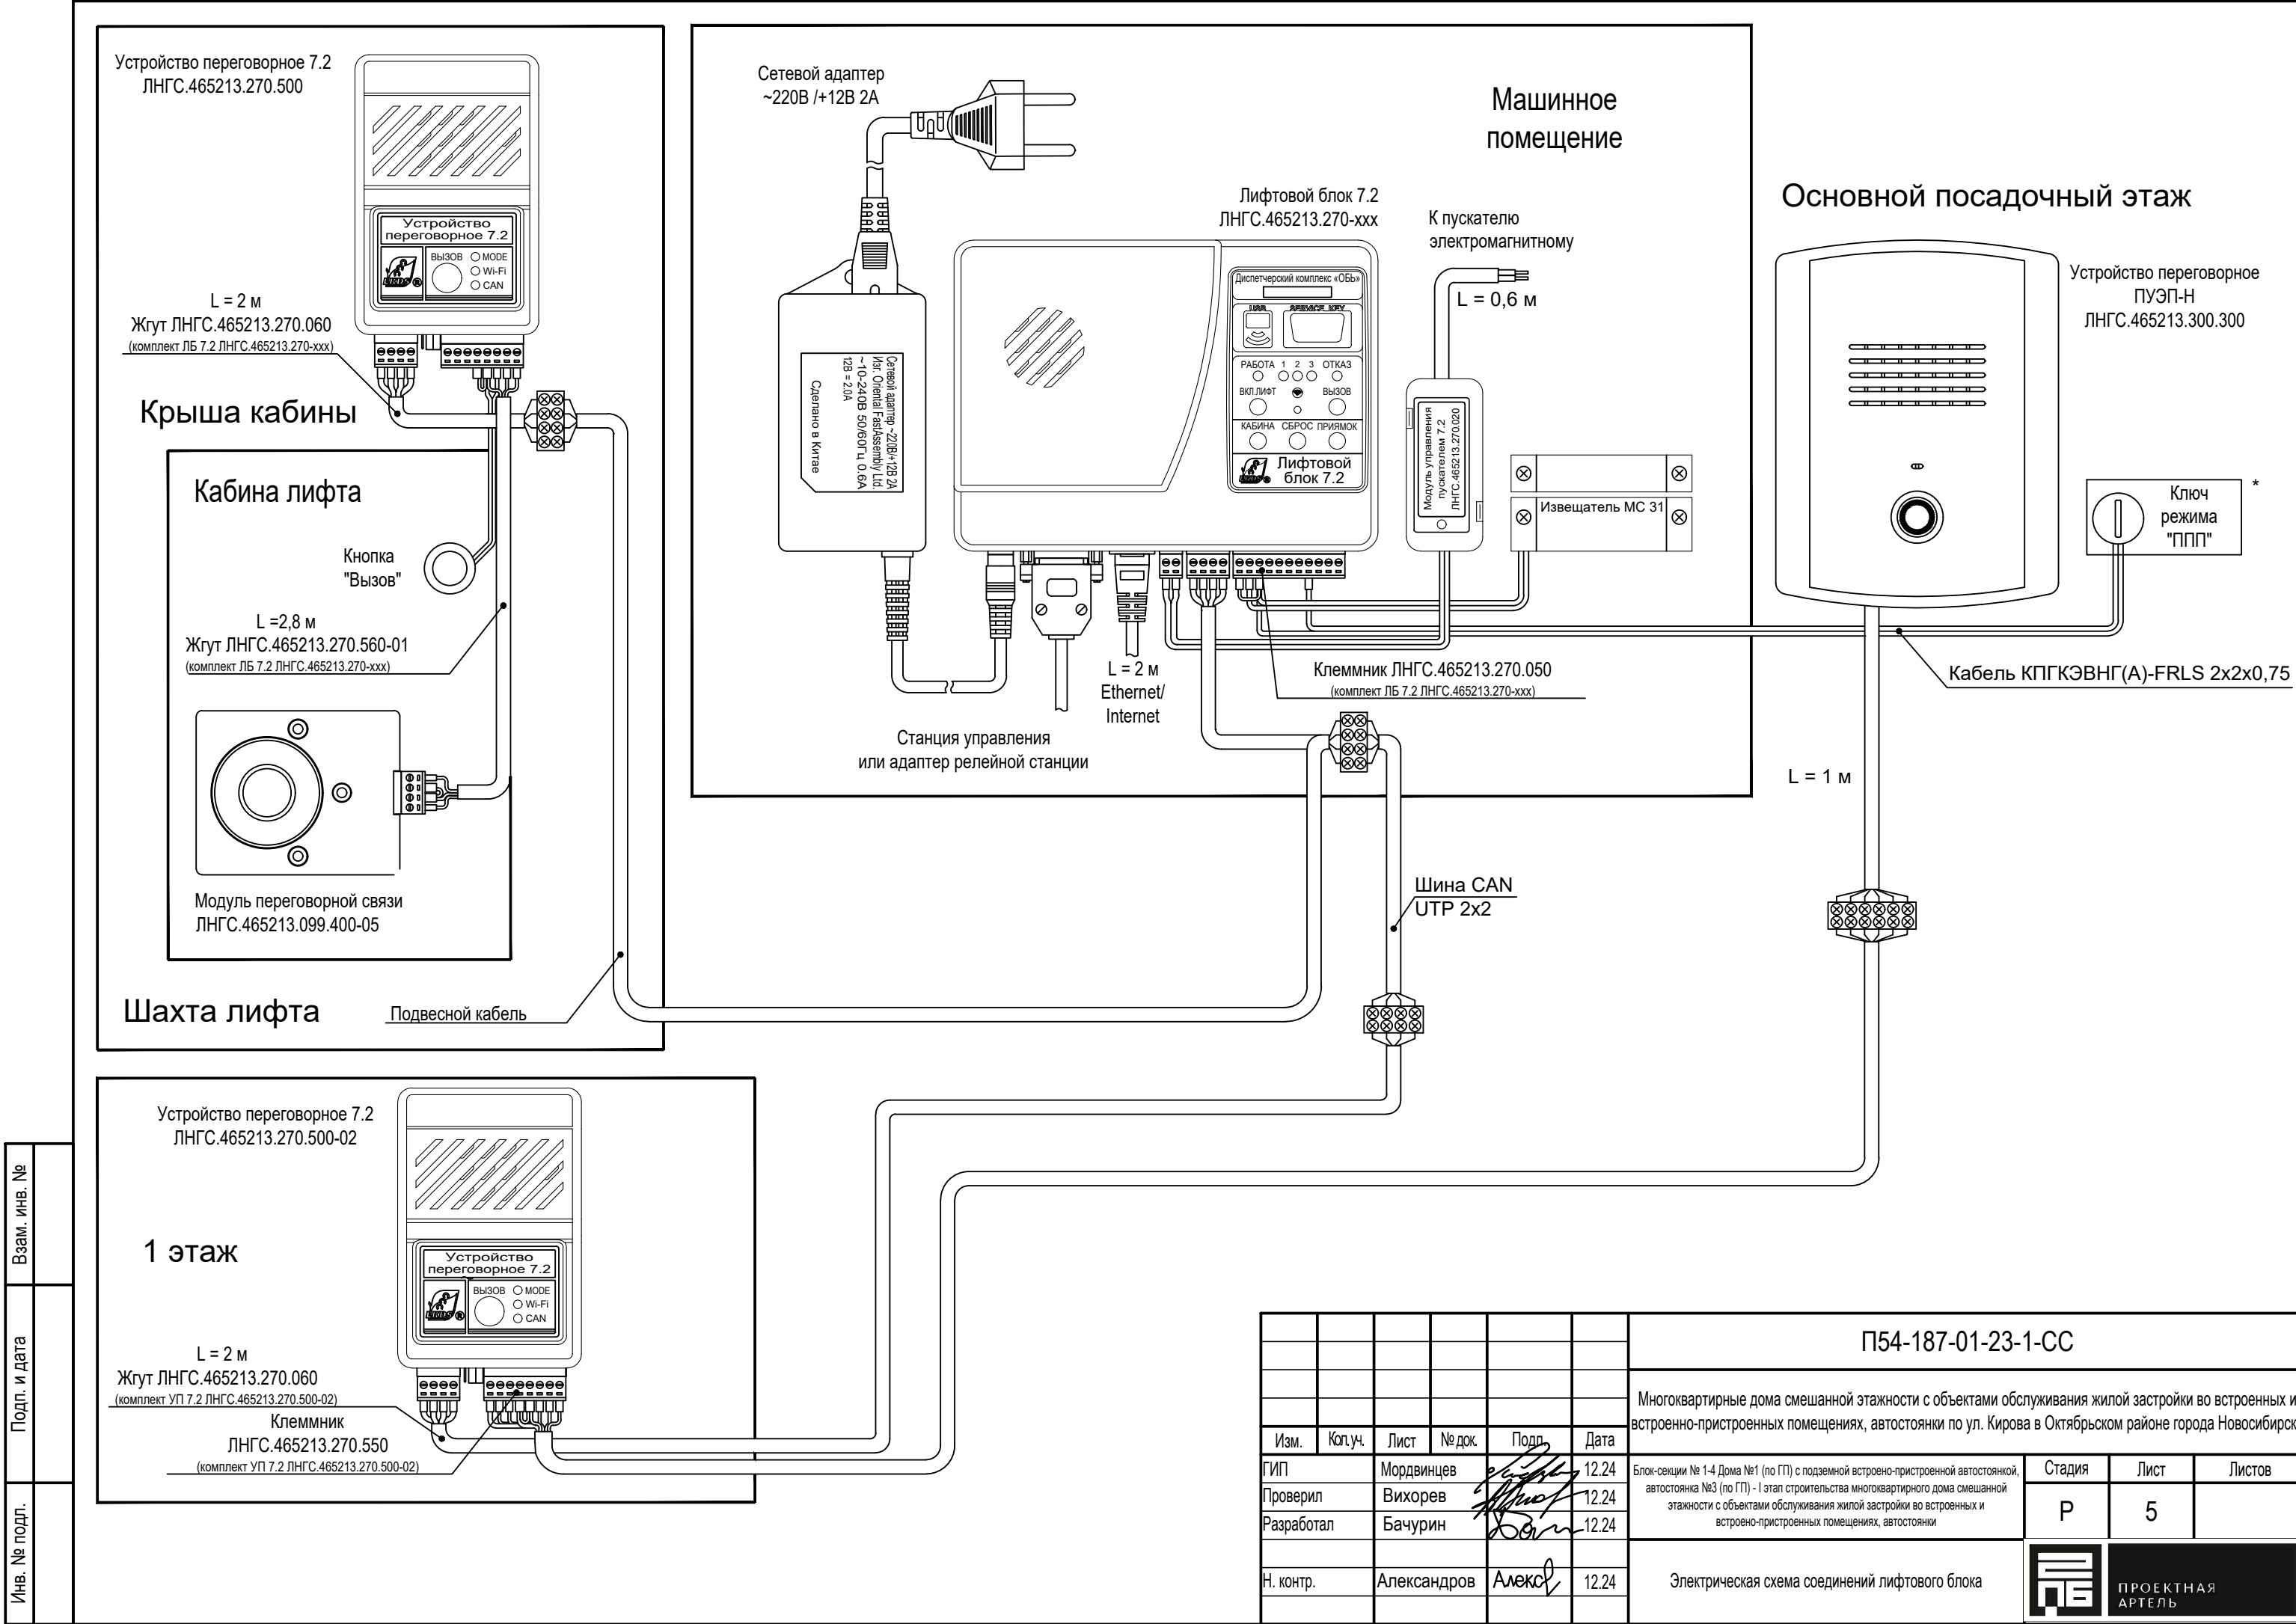 Устройство переговорное 7.2
ЛНГС.465213.270.500
Устройство
переговорное 7.2
ВЫЗОВ
MODE
Wi-Fi
CAN
L = 2 м
Жгут ЛНГС.465213.270.060
(комплект ЛБ 7.2 ЛНГС.465213.270-ххх)
Крыша кабины
Кабина лифта
Кнопка
"Вызов"
L =2,8 м
Жгут ЛНГС.465213.270.560-01
(комплект ЛБ 7.2 ЛНГС.465213.270-ххх)
Модуль переговорной связи
ЛНГС.465213.099.400-05
Шахта лифта
Подвесной кабель
Сетевой адаптер
~220В /+12В 2А
Машинное
помещение
Сетевой адаптер ~220В/+12В 2А
Изг. Oriental FastAssembly Ltd.
~10-240В 50/60Гц 0.6А
12В = 2.0А
Сделано в Китае
Лифтовой блок 7.2
ЛНГС.465213.270-ххх
Диспетчерский комплекс «ОБЬ»
USB
SERVICE KEY
РАБОТА 1 2 3 ОТКАЗ
ВКЛ.ЛИФТ
ВЫЗОВ
КАБИНА СБРОС ПРИЯМОК
Лифтовой
блок 7.2
К пускателю
электромагнитному
L = 0,6 м
Модуль управления
пускателем 7.2
ЛНГС.465213.270.020
Извещатель МС 31
L = 2 м
Ethernet/
Internet
Станция управления
или адаптер релейной станции
Клеммник ЛНГС.465213.270.050
(комплект ЛБ 7.2 ЛНГС.465213.270-ххх)
Основной посадочный этаж
Устройство переговорное
ПУЭП-Н
ЛНГС.465213.300.300
Ключ
режима
"ППП"
*
Кабель КПГКЭВНГ(А)-FRLS 2х2х0,75
L = 1 м
Шина CAN
UTP 2x2
Устройство переговорное 7.2
ЛНГС.465213.270.500-02
1 этаж
Устройство
переговорное 7.2
ВЫЗОВ
MODE
Wi-Fi
CAN
L = 2 м
Жгут ЛНГС.465213.270.060
(комплект УП 7.2 ЛНГС.465213.270.500-02)
Клеммник
ЛНГС.465213.270.550
(комплект УП 7.2 ЛНГС.465213.270.500-02)
Взам. инв. №
Подп. и дата
Инв. № подл.
П54-187-01-23-1-СС
Многоквартирные дома смешанной этажности с объектами обслуживания жилой застройки во встроенных и
встроенно-пристроенных помещениях, автостоянки по ул. Кирова в Октябрьском районе города Новосибирск
Изм. Кол.уч. Лист № док. Подп. Дата
ГИП Мордвинцев 12.24
Проверил Вихорев 12.24
Разработал Бачурин 12.24
Н. контр. Александров 12.24
Блок-секции № 1-4 Дома №1 (по ГП) с подземной встроено-пристроенной автостоянкой,
автостоянка №3 (по ГП) - I этап строительства многоквартирного дома смешанной
этажности с объектами обслуживания жилой застройки во встроенных и
встроено-пристроенных помещениях, автостоянки
Стадия Лист Листов
Р 5
Электрическая схема соединений лифтового блока
ПРОЕКТНАЯ
АРТЕЛЬ